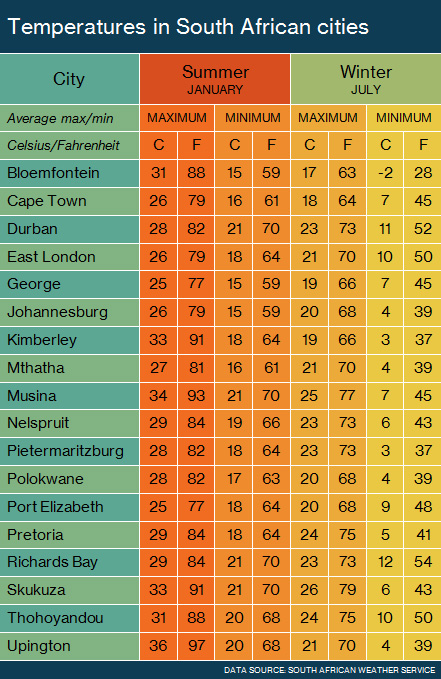 Temperatures in South African cities
City Summer Winter
JANUARY JULY
Average max/min MAXIMUM MINIMUM MAXIMUM MINIMUM
Celsius/Fahrenheit C F C F C F C F
Bloemfontein 31 88 15 59 17 63 -2 28
Cape Town 26 79 16 61 18 64 7 45
Durban 28 82 21 70 23 73 11 52
East London 26 79 18 64 21 70 10 50
George 25 77 15 59 19 66 7 45
Johannesburg 26 79 15 59 20 68 4 39
Kimberley 33 91 18 64 19 66 3 37
Mthatha 27 81 16 61 21 70 4 39
Musina 34 93 21 70 25 77 7 45
Nelspruit 29 84 19 66 23 73 6 43
Pietermaritzburg 28 82 18 64 23 73 3 37
Polokwane 28 82 17 63 20 68 4 39
Port Elizabeth 25 77 18 64 20 68 9 48
Pretoria 29 84 18 64 24 75 5 41
Richards Bay 29 84 21 70 23 73 12 54
Skukuza 33 91 21 70 26 79 6 43
Thohoyandou 31 88 20 68 24 75 10 50
Upington 36 97 20 68 21 70 4 39
DATA SOURCE: SOUTH AFRICAN WEATHER SERVICE